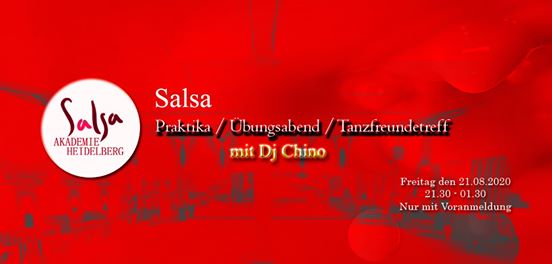 Salsa
AKADEMIE
HEIDELBERG
Salsa
Praktika / Übungsabend / Tanzfreundetreff
mit Dj Chino
Freitag den 21.08.2020
21.30 - 01.30
Nur mit Voranmeldung